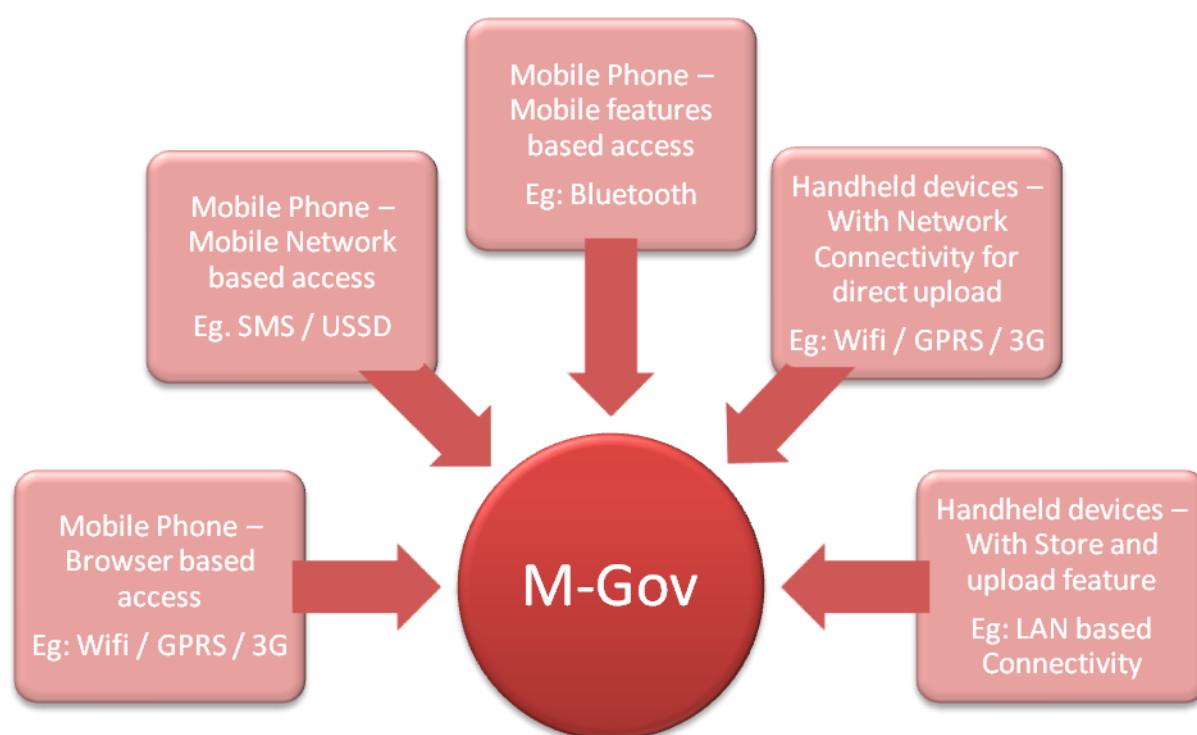 Mobile Phone –
Browser based
access
Eg: Wifi / GPRS / 3G
Mobile Phone –
Mobile Network
based access
Eg. SMS / USSD
Mobile Phone –
Mobile features
based access
Eg: Bluetooth
Handheld devices –
With Network
Connectivity for
direct upload
Eg: Wifi / GPRS / 3G
Handheld devices –
With Store and
upload feature
Eg: LAN based
Connectivity
M-Gov